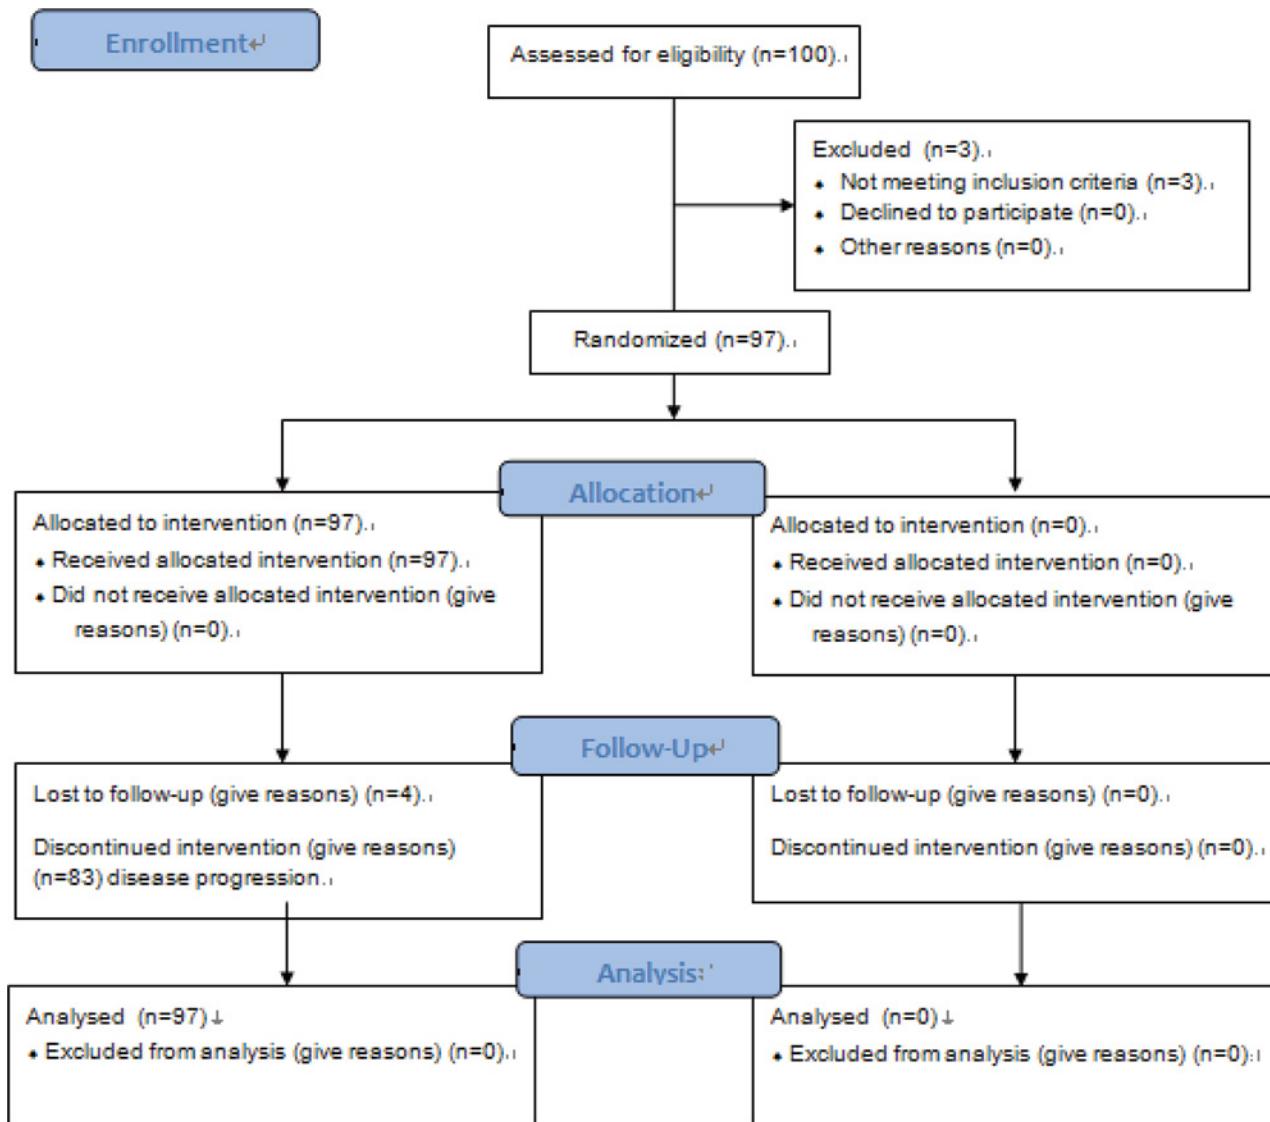 Enrollment
Assessed for eligibility (n=100).
Excluded (n=3).
Not meeting inclusion criteria (n=3).
Declined to participate (n=0).
Other reasons (n=0).
Randomized (n=97).
Allocation
Allocated to intervention (n=97).
Received allocated intervention (n=97).
Did not receive allocated intervention (give
reasons) (n=0).
Allocated to intervention (n=0).
Received allocated intervention (n=0).
Did not receive allocated intervention (give
reasons) (n=0).
Follow-Up
Lost to follow-up (give reasons) (n=4).
Discontinued intervention (give reasons)
(n=83) disease progression.
Lost to follow-up (give reasons) (n=0).
Discontinued intervention (give reasons) (n=0).
Analysis
Analysed (n=97)
Excluded from analysis (give reasons) (n=0).
Analysed (n=0)
Excluded from analysis (give reasons) (n=0)